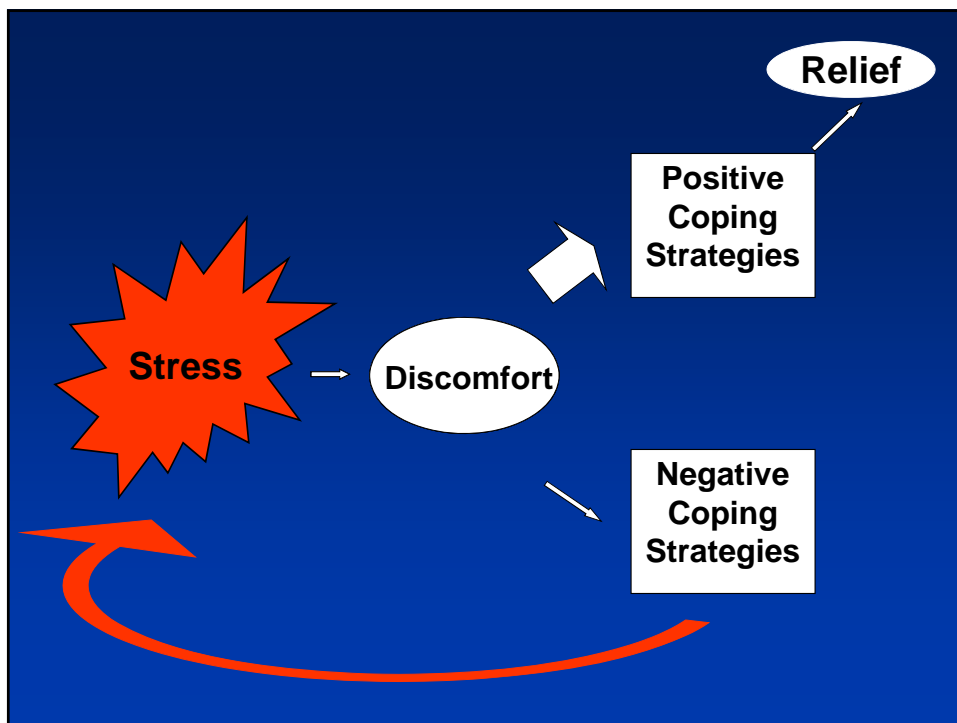 Relief
Positive
Coping
Strategies
Stress
Discomfort
Negative
Coping
Strategies